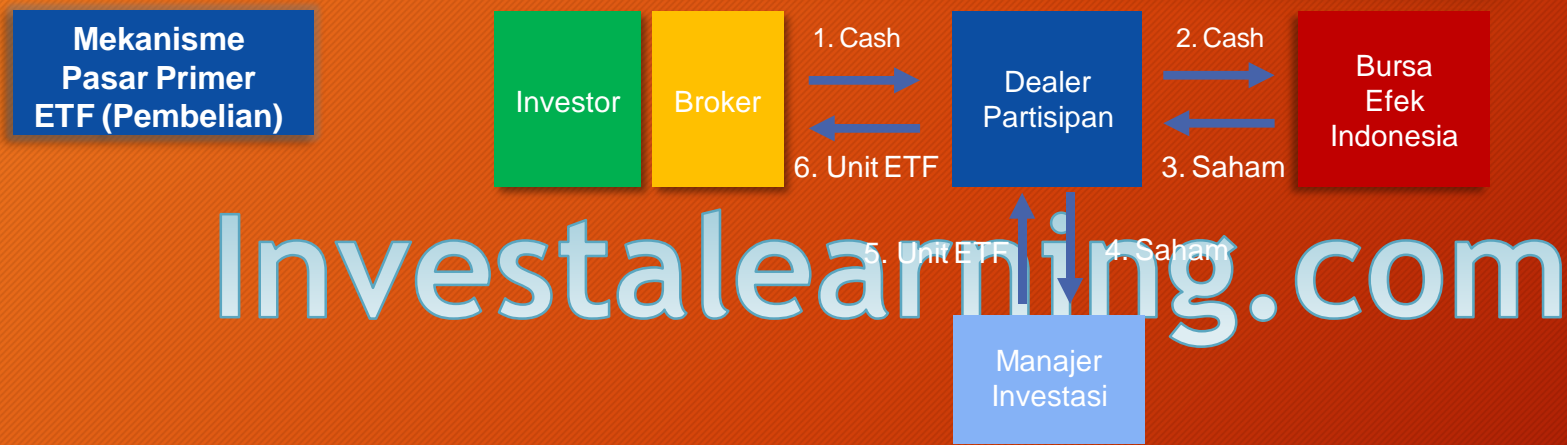 Mekanisme
Pasar Primer
ETF (Pembelian)
Investor
Broker
1. Cash
6. Unit ETF
Dealer
Partisipan
2. Cash
3. Saham
Bursa
Efek
Indonesia
5. Unit ETF
4. Saham
Investalearning.com
Manajer
Investasi